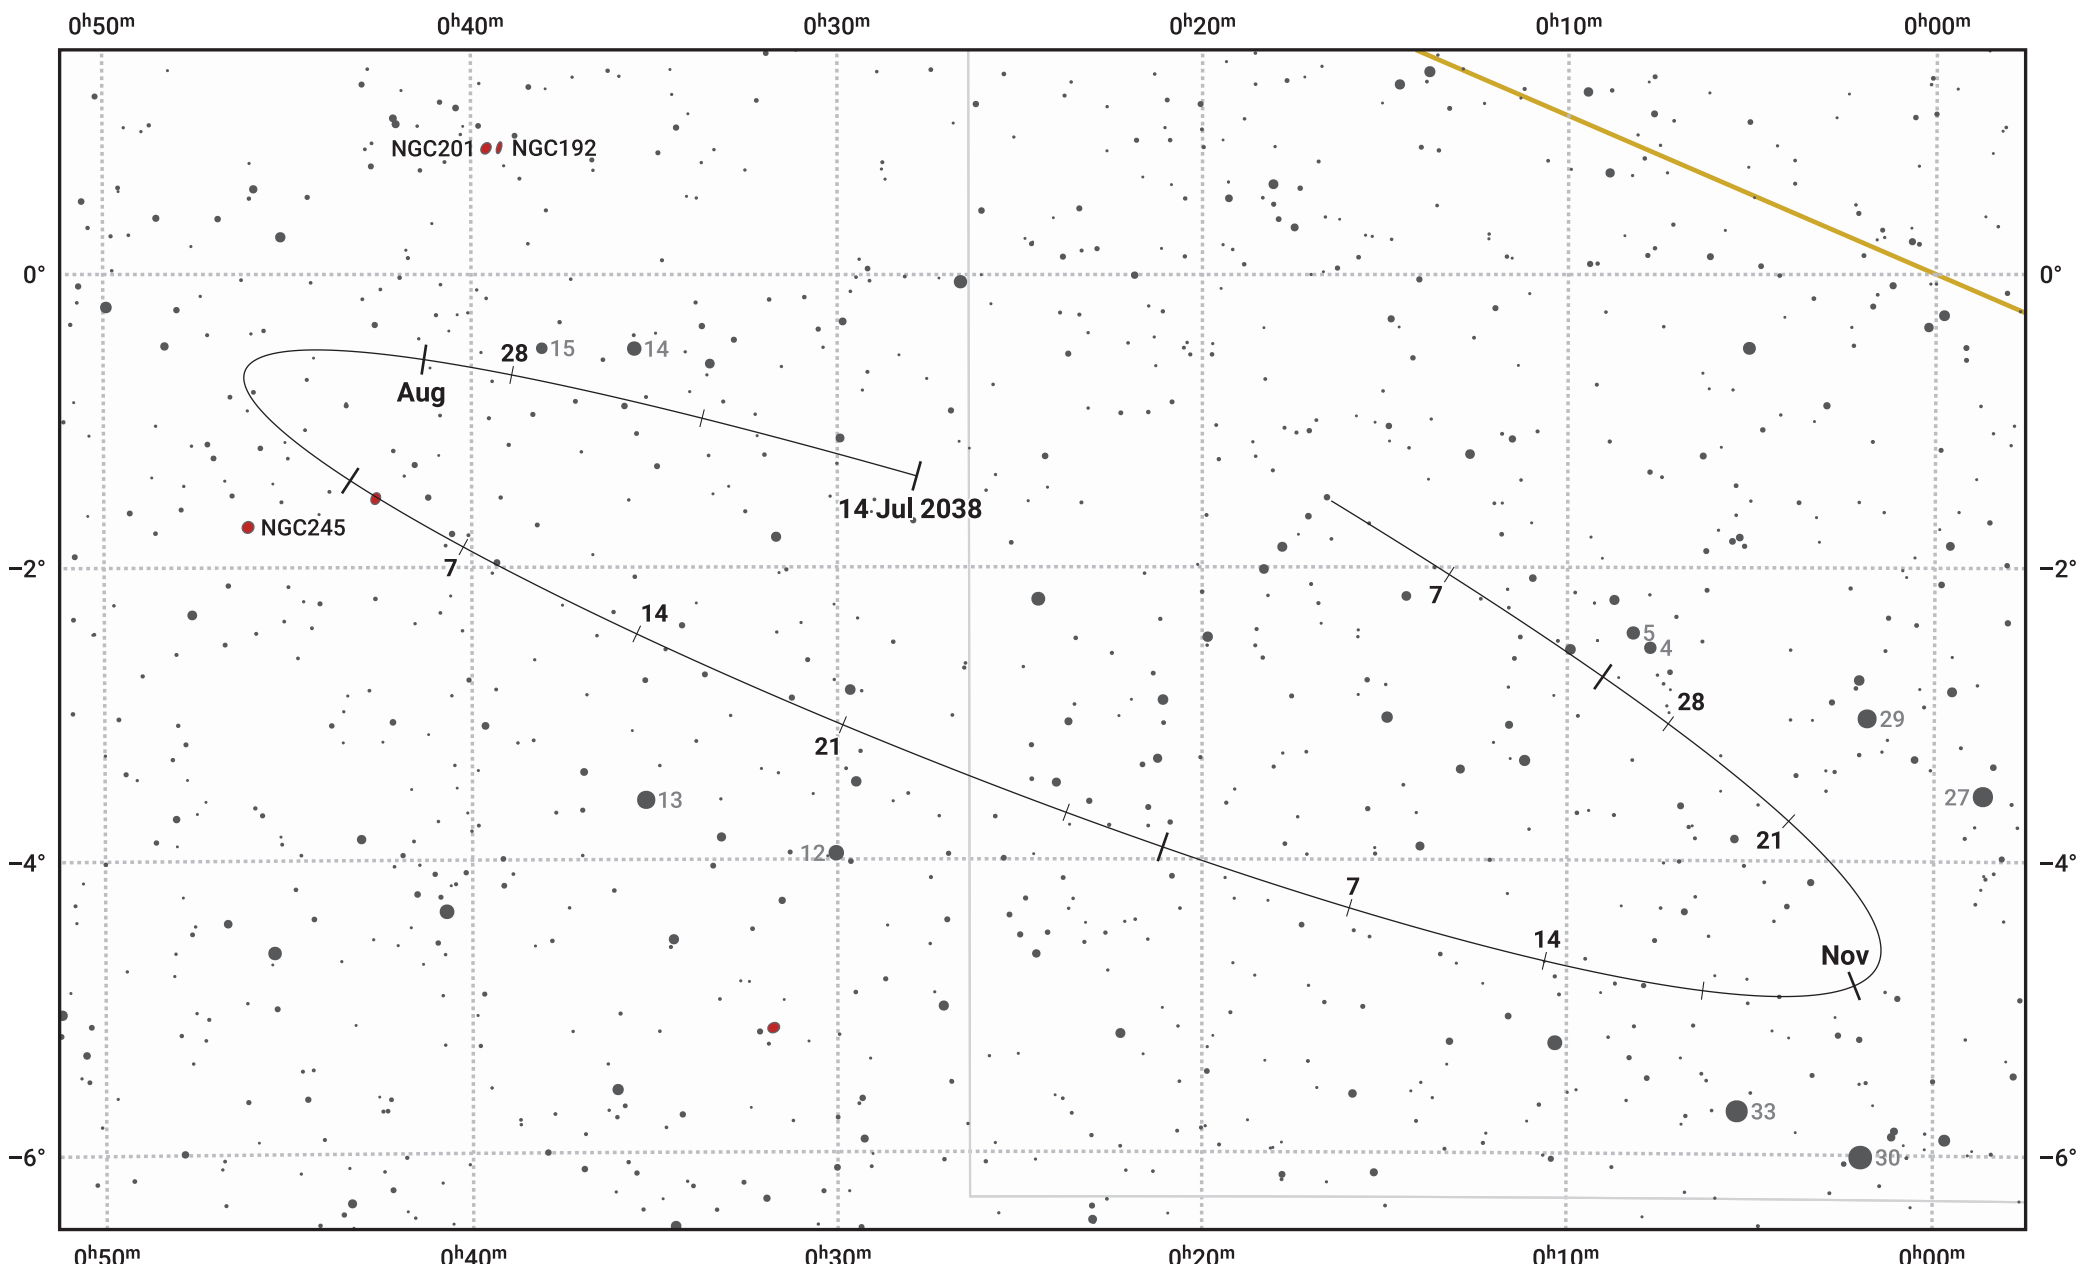 0ʰ50ᵐ 0ʰ40ᵐ 0ʰ30ᵐ 0ʰ20ᵐ 0ʰ10ᵐ 0ʰ00ᵐ
NGC201 NGC192
0° 0°
28 15 14
Aug
14 Jul 2038
NGC245
−2° 7 −2°
7
14
5
4
28
29
21
27
13
21
12
−4° −4°
7
14
Nov
33
−6° 30 −6°
0ʰ50ᵐ 0ʰ40ᵐ 0ʰ30ᵐ 0ʰ20ᵐ 0ʰ10ᵐ 0ʰ00ᵐ